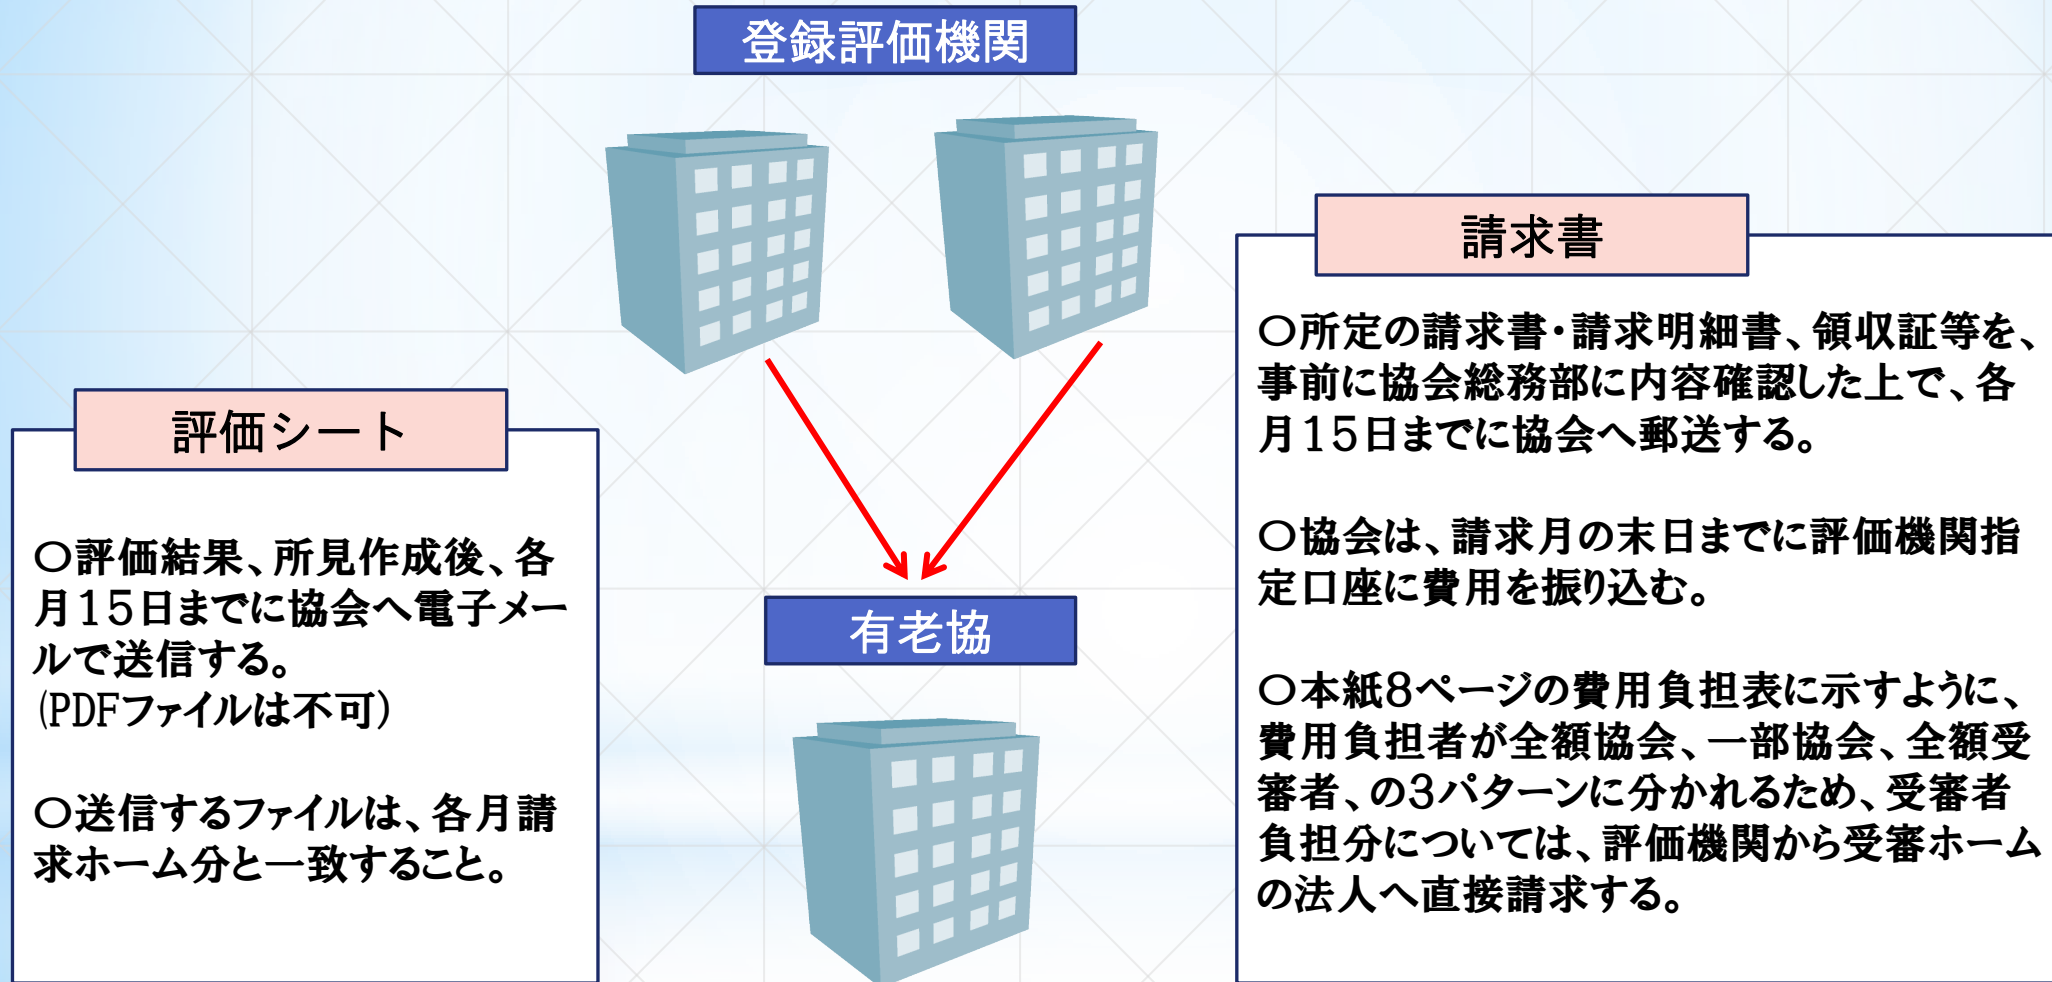 登録評価機関
評価シート
〇評価結果、所見作成後、各
月15日までに協会へ電子メー
ルで送信する。
(PDFファイルは不可)
〇送信するファイルは、各月請
求ホーム分と一致すること。
有老協
請求書
〇所定の請求書・請求明細書、領収証等を、
事前に協会総務部に内容確認した上で、各
月15日までに協会へ郵送する。
〇協会は、請求月の末日までに評価機関指
定口座に費用を振り込む。
〇本紙8ページの費用負担表に示すように、
費用負担者が全額協会、一部協会、全額受
審者、の3パターンに分かれるため、受審者
負担分については、評価機関から受審ホーム
の法人へ直接請求する。